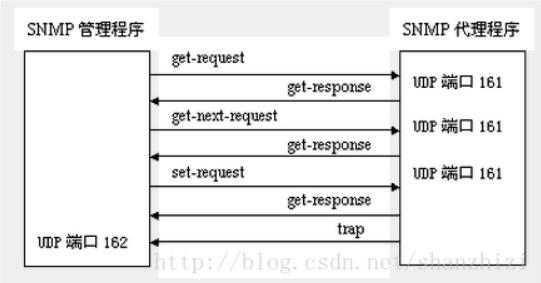 SNMP 管理程序
SNMP 代理程序
get-request
UDP 端口 161
get-response
get-next-request
UDP 端口 161
get-response
set-request
UDP 端口 161
get-response
trap
UDP 端口 162
http://blog.csdn.net/shanzhizi